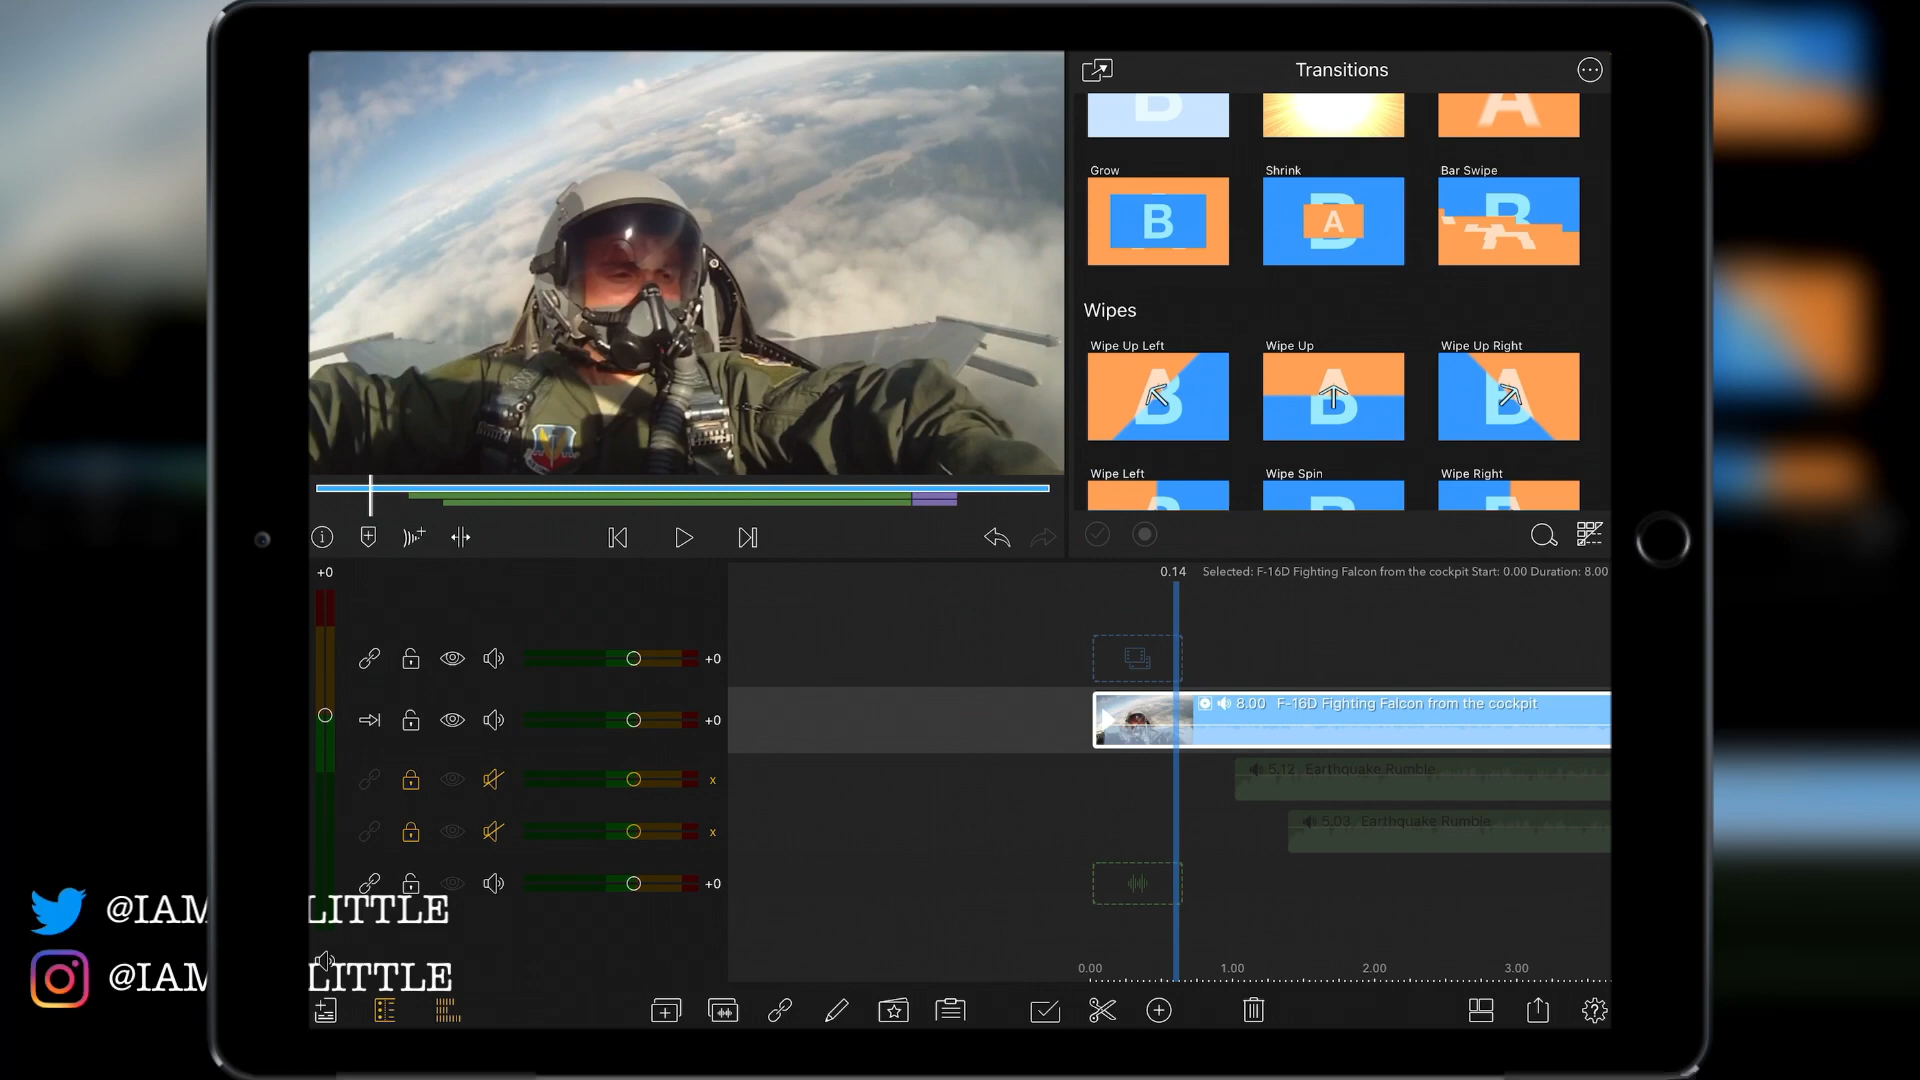 Transitions
B
A
Grow
Shrink
Bar Swipe
B
B
A
B
A
Wipes
Wipe Up Left
Wipe Up
Wipe Up Right
A
B
A
B
A
B
Wipe Left
Wipe Spin
Wipe Right
+0
0.14
Selected: F-16D Fighting Falcon from the cockpit Start: 0.00 Duration: 8.00
+0
8.00 F-16D Fighting Falcon from the cockpit
+0
5.12 Earthquake Rumble
x
5.03 Earthquake Rumble
x
+0
@IAM LITTLE
@IAM LITTLE
0.00 1.00 2.00 3.00